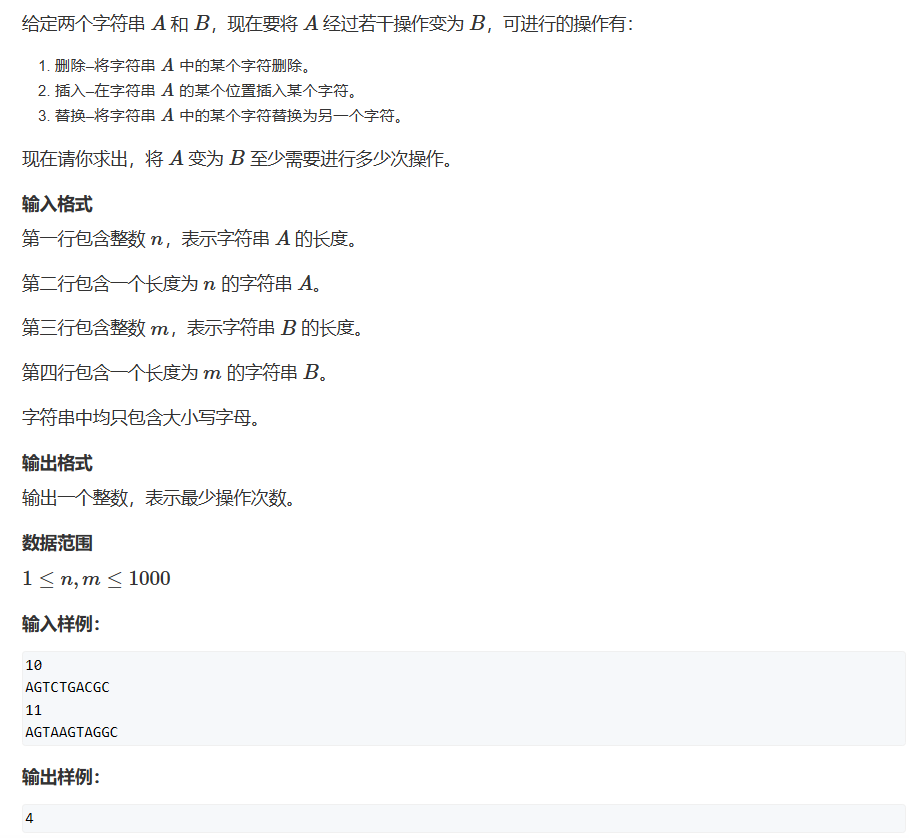 给定两个字符串 A 和 B，现在要将 A 经过若干操作变为 B，可进行的操作有：
1. 删除–将字符串 A 中的某个字符删除。
2. 插入–在字符串 A 的某个位置插入某个字符。
3. 替换–将字符串 A 中的某个字符替换为另一个字符。
现在请你求出，将 A 变为 B 至少需要进行多少次操作。
输入格式
第一行包含整数 n，表示字符串 A 的长度。
第二行包含一个长度为 n 的字符串 A。
第三行包含整数 m，表示字符串 B 的长度。
第四行包含一个长度为 m 的字符串 B。
字符串中均只包含大小写字母。
输出格式
输出一个整数，表示最少操作次数。
数据范围
1 ≤ n, m ≤ 1000
输入样例：
10
AGTCTGACGC
11
AGTAAGTAGGC
输出样例：
4